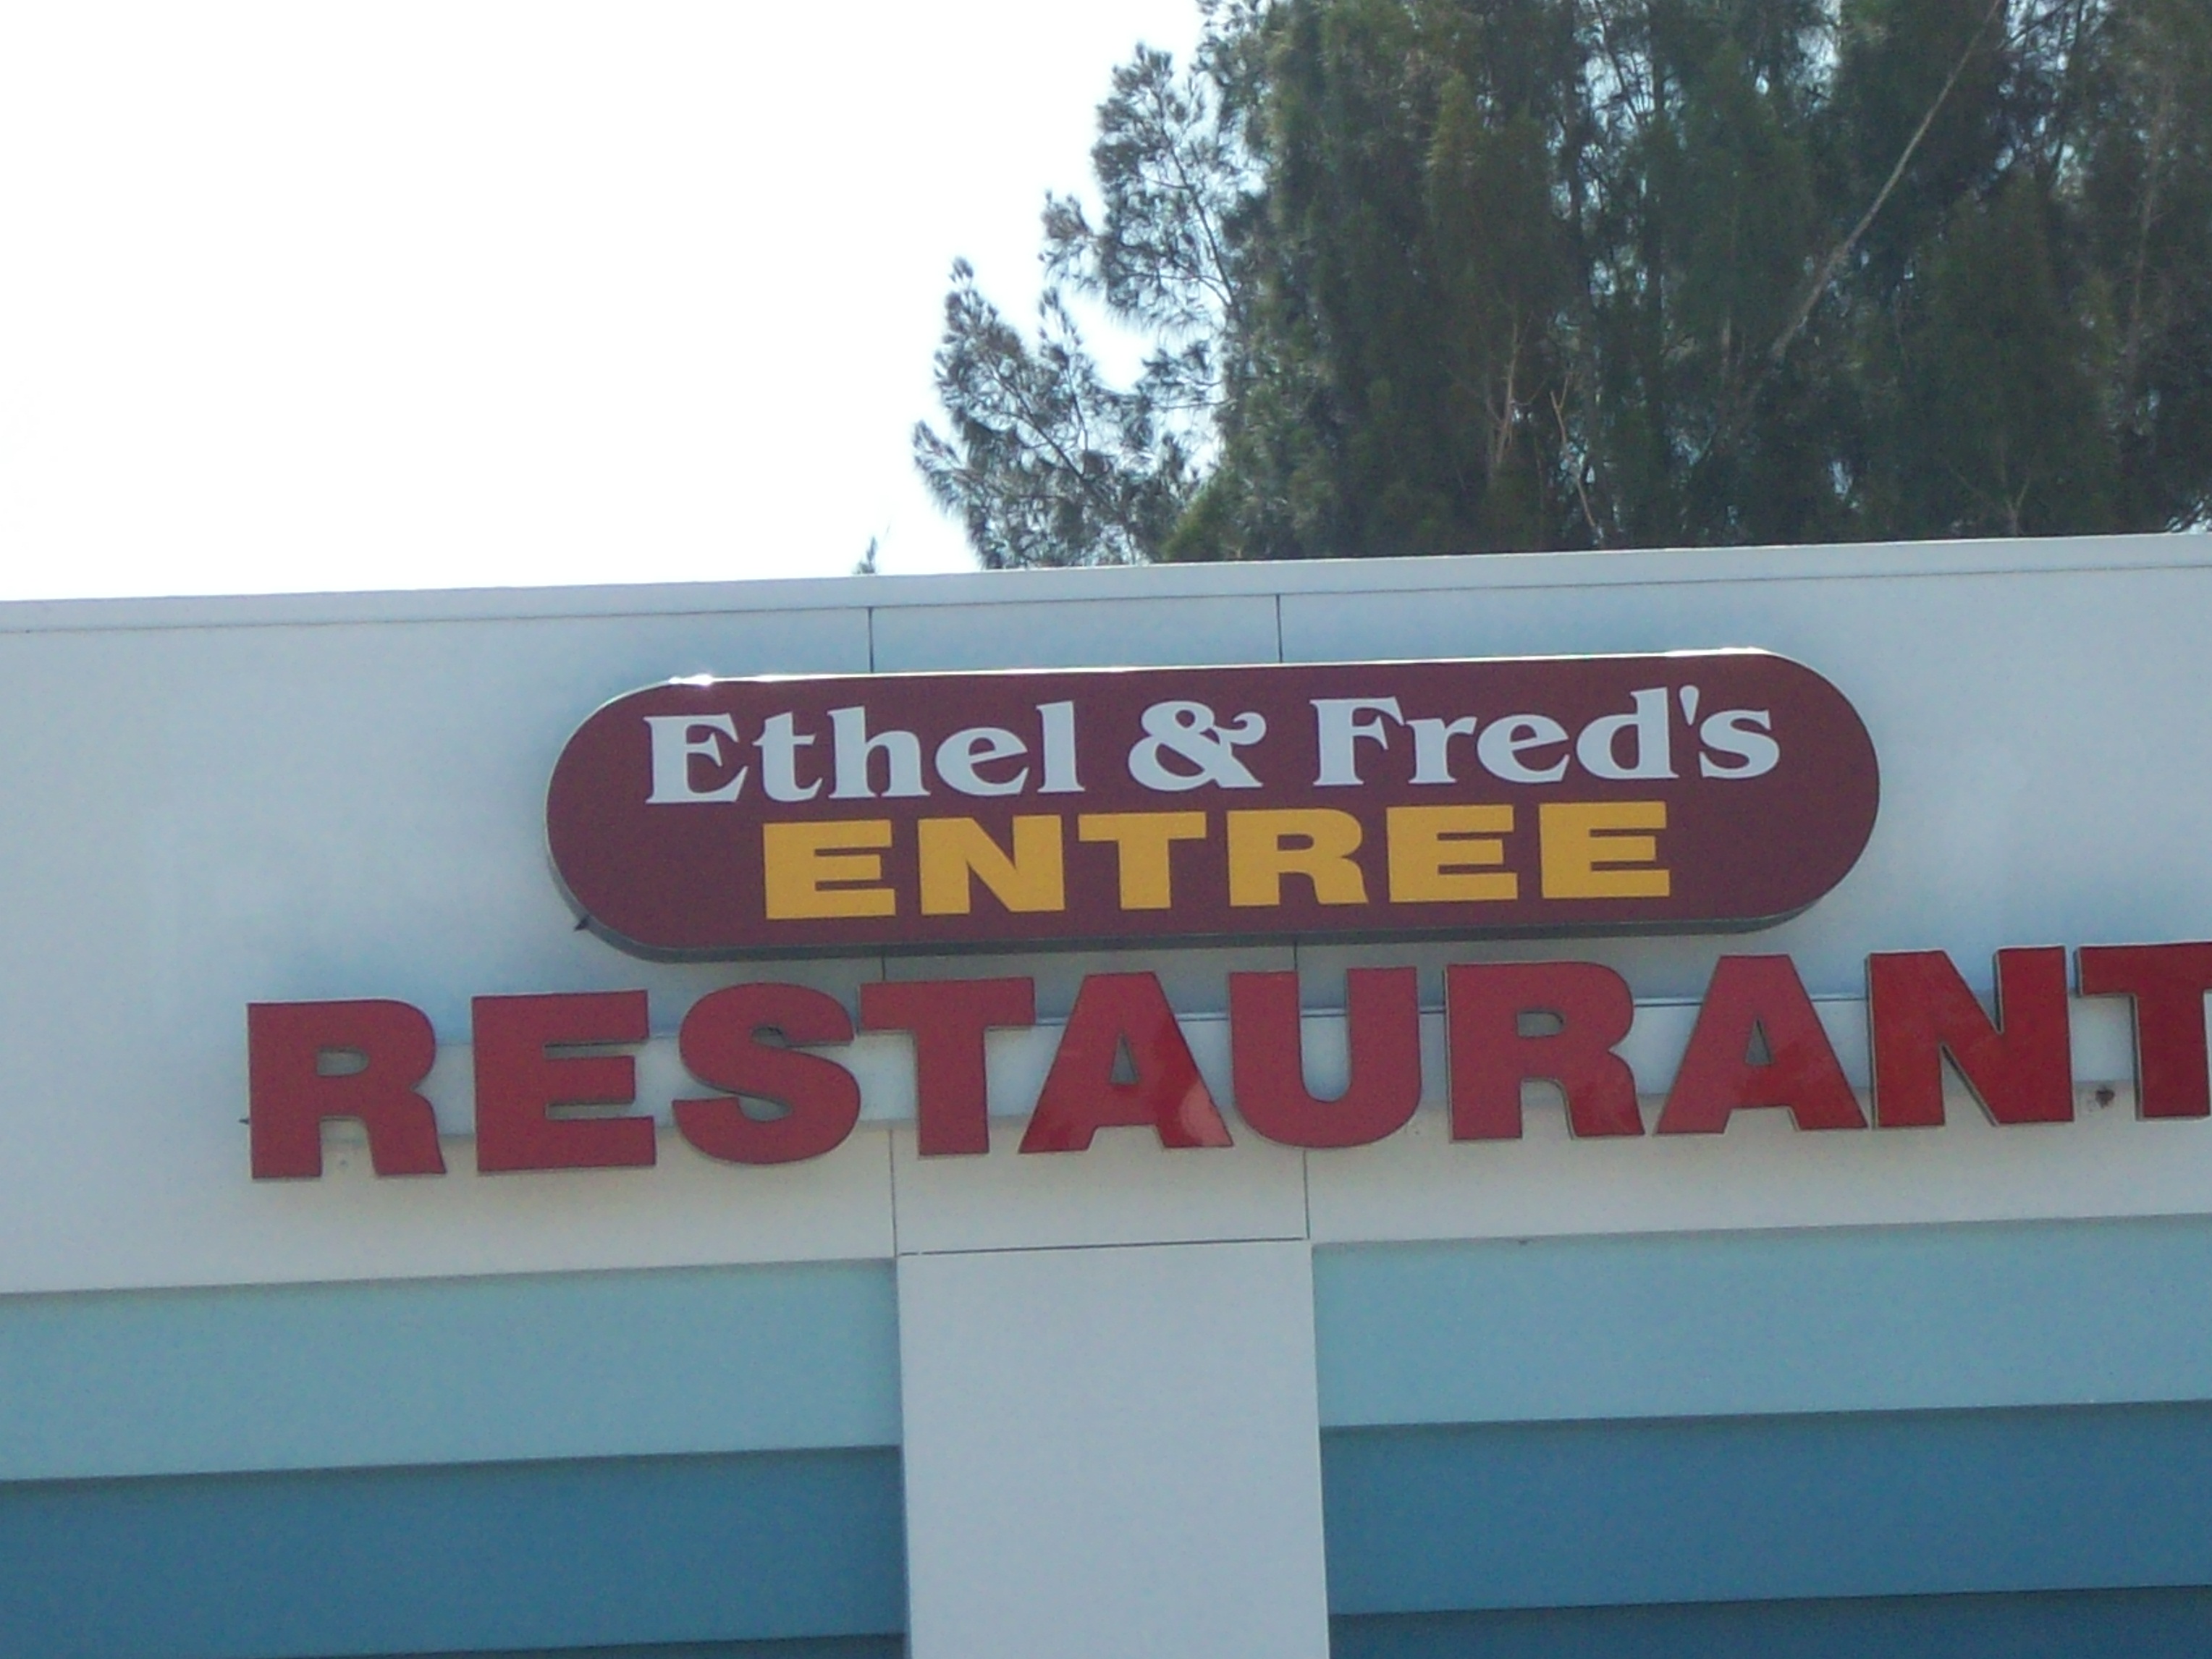 Ethel & Fred's
ENTREE
RESTAURANT